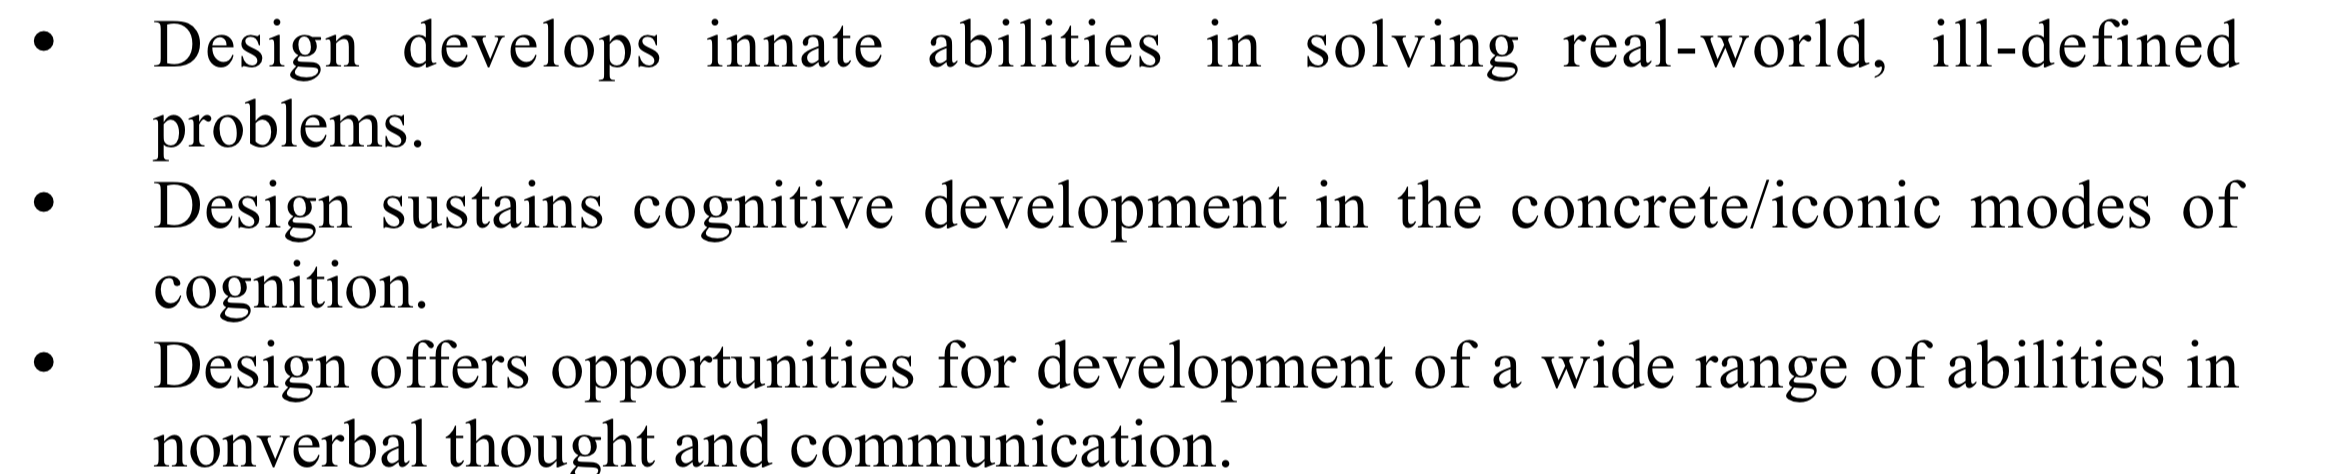 • Design develops innate abilities in solving real-world, ill-defined
problems.
• Design sustains cognitive development in the concrete/iconic modes of
cognition.
• Design offers opportunities for development of a wide range of abilities in
nonverbal thought and communication.